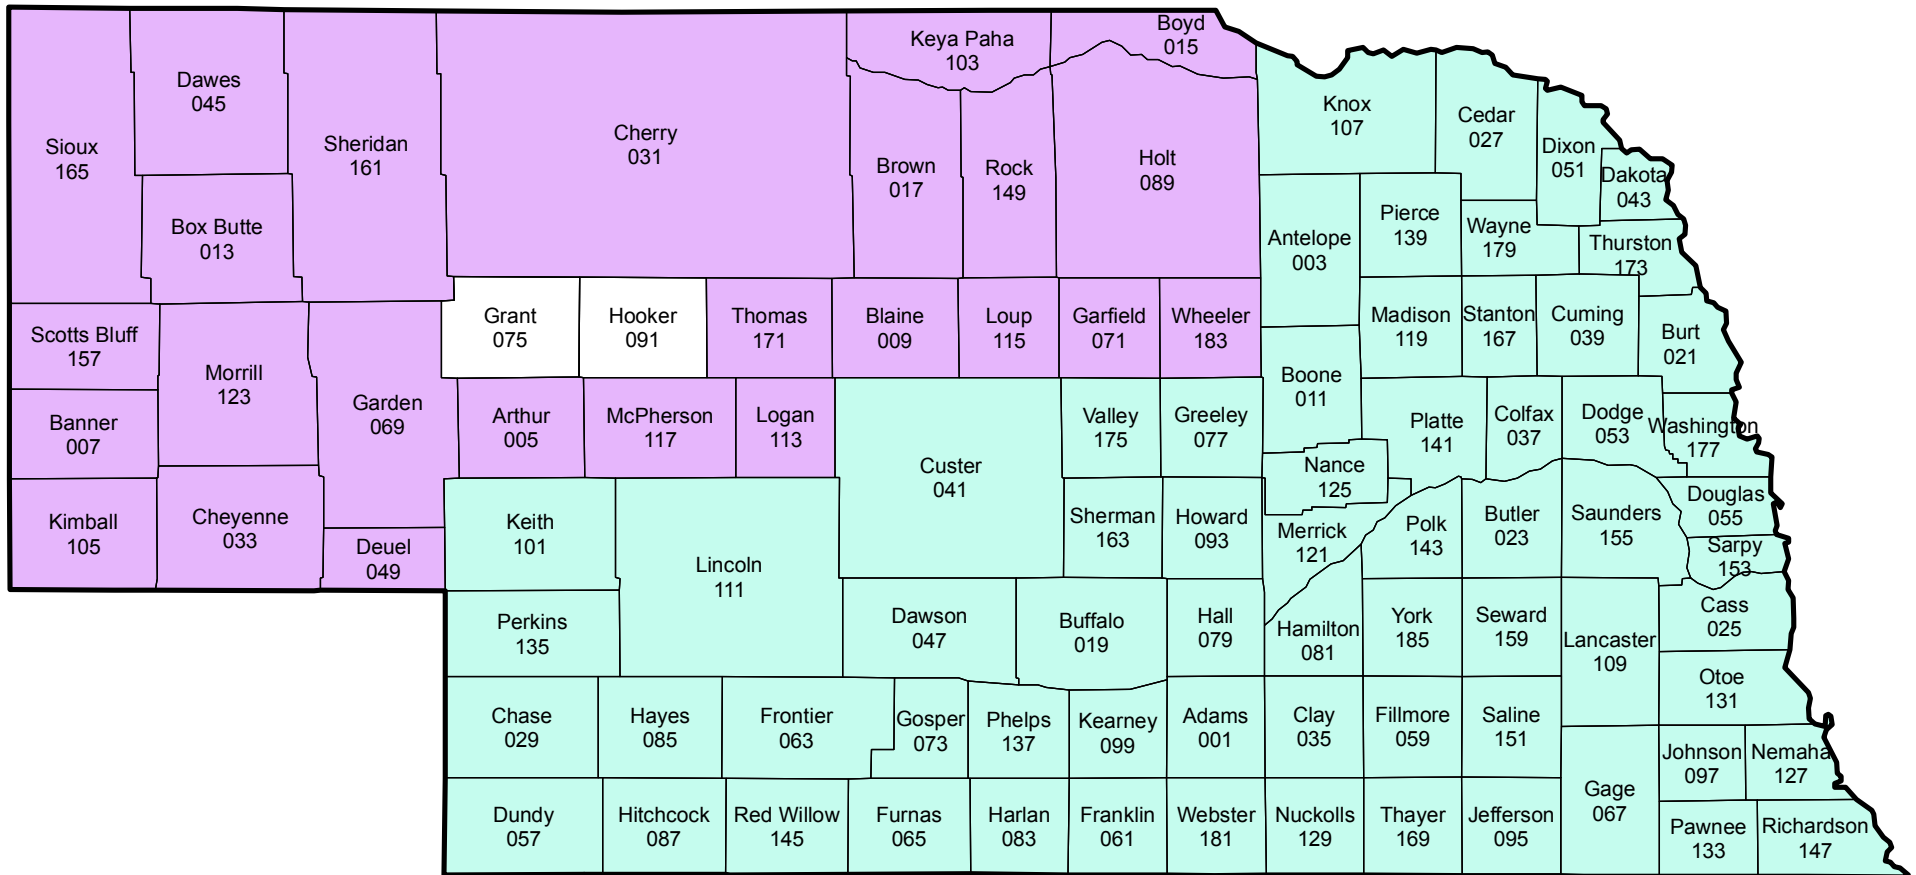 Sioux
165
Dawes
045
Sheridan
161
Box Butte
013
Cherry
031
Keya Paha
103
Boyd
015
Brown
017
Rock
149
Holt
089
Knox
107
Cedar
027
Dixon
051
Dakota
043
Antelope
003
Pierce
139
Wayne
179
Thurston
173
Scotts Bluff
157
Morrill
123
Garden
069
Grant
075
Hooker
091
Thomas
171
Blaine
009
Loup
115
Garfield
071
Wheeler
183
Boone
011
Madison
119
Stanton
167
Cuming
039
Burt
021
Banner
007
Arthur
005
McPherson
117
Logan
113
Custer
041
Valley
175
Greeley
077
Nance
125
Platte
141
Colfax
037
Dodge
053
Washington
177
Kimball
105
Cheyenne
033
Deuel
049
Keith
101
Lincoln
111
Sherman
163
Howard
093
Merrick
121
Polk
143
Butler
023
Saunders
155
Douglas
055
Sarpy
153
Perkins
135
Dawson
047
Buffalo
019
Hall
079
Hamilton
081
York
185
Seward
159
Lancaster
109
Cass
025
Otoe
131
Chase
029
Hayes
085
Frontier
063
Gosper
073
Phelps
137
Kearney
099
Adams
001
Clay
035
Fillmore
059
Saline
151
Gage
067
Johnson
097
Nemaha
127
Dundy
057
Hitchcock
087
Red Willow
145
Furnas
065
Harlan
083
Franklin
061
Webster
181
Nuckolls
129
Thayer
169
Jefferson
095
Pawnee
133
Richardson
147